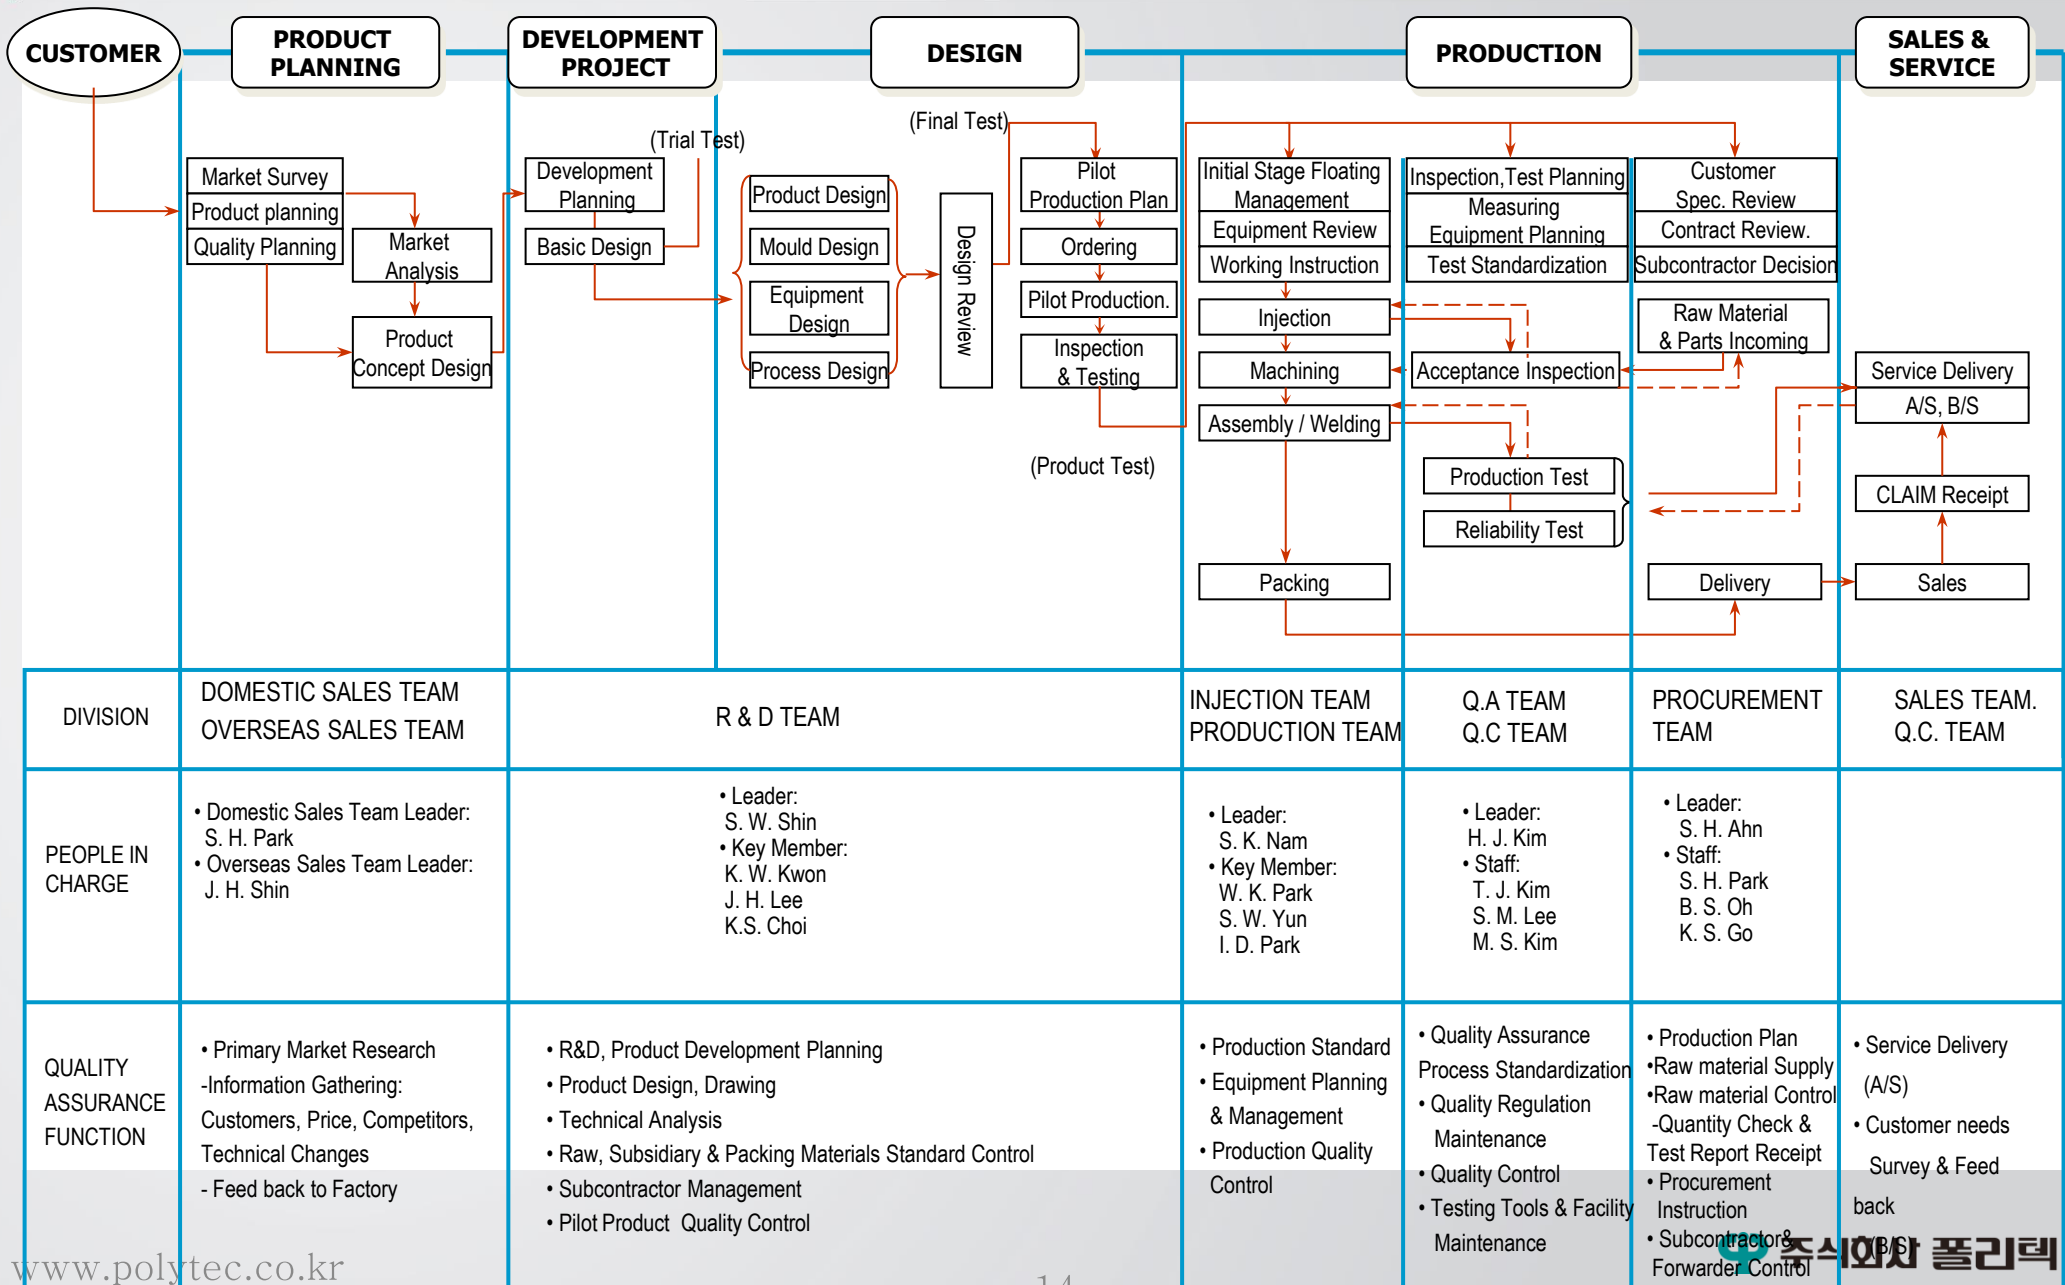 CUSTOMER
PRODUCT
PLANNING
DEVELOPMENT
PROJECT
DESIGN
PRODUCTION
SALES &
SERVICE
Market Survey
Product planning
Quality Planning
Market
Analysis
Product
Concept Design
(Trial Test)
Development
Planning
Basic Design
Product Design
Mould Design
Equipment
Design
Process Design
Design Review
(Final Test)
Pilot
Production Plan
Ordering
Pilot Production.
Inspection
& Testing
(Product Test)
Initial Stage Floating
Management
Equipment Review
Working Instruction
Injection
Machining
Assembly / Welding
Packing
Inspection,Test Planning
Measuring
Equipment Planning
Test Standardization
Acceptance Inspection
Production Test
Reliability Test
Customer
Spec. Review
Contract Review.
Subcontractor Decision
Raw Material
& Parts Incoming
Delivery
Service Delivery
A/S, B/S
CLAIM Receipt
Sales
DIVISION
DOMESTIC SALES TEAM
OVERSEAS SALES TEAM
R & D TEAM
INJECTION TEAM
PRODUCTION TEAM
Q.A TEAM
Q.C TEAM
PROCUREMENT
TEAM
SALES TEAM.
Q.C. TEAM
PEOPLE IN
CHARGE
• Domestic Sales Team Leader:
S. H. Park
• Overseas Sales Team Leader:
J. H. Shin
• Leader:
S. W. Shin
• Key Member:
K. W. Kwon
J. H. Lee
K.S. Choi
• Leader:
S. K. Nam
• Key Member:
W. K. Park
S. W. Yun
I. D. Park
• Leader:
H. J. Kim
• Staff:
T. J. Kim
S. M. Lee
M. S. Kim
• Leader:
S. H. Ahn
• Staff:
S. H. Park
B. S. Oh
K. S. Go
QUALITY
ASSURANCE
FUNCTION
• Primary Market Research
-Information Gathering:
Customers, Price, Competitors,
Technical Changes
- Feed back to Factory
• R&D, Product Development Planning
• Product Design, Drawing
• Technical Analysis
• Raw, Subsidiary & Packing Materials Standard Control
• Subcontractor Management
• Pilot Product Quality Control
• Production Standard
• Equipment Planning
& Management
• Production Quality
Control
• Quality Assurance
Process Standardization
• Quality Regulation
Maintenance
• Quality Control
• Testing Tools & Facility
Maintenance
• Production Plan
•Raw material Supply
•Raw material Control
-Quantity Check &
Test Report Receipt
• Procurement
Instruction
• Subcontractor&
Forwarder Control
• Service Delivery
(A/S)
• Customer needs
Survey & Feed
back
(B/S)
www.polytec.co.kr
14
주식회사 폴리텍